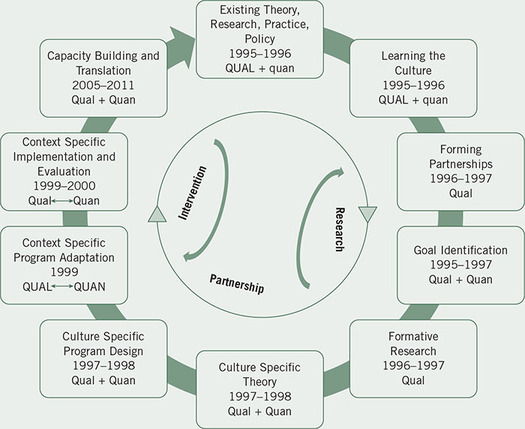 Existing Theory,
Research, Practice,
Policy
1995–1996
QUAL + quan
Learning the
Culture
1995–1996
QUAL + quan
Forming
Partnerships
1996–1997
Qual
Goal Identification
1995–1997
Qual + Quan
Formative
Research
1996–1997
Qual
Culture Specific
Theory
1997–1998
Qual + Quan
Culture Specific
Program Design
1997–1998
Qual + Quan
Context Specific
Program Adaptation
1999
QUAL↔QUAN
Context Specific
Implementation and
Evaluation
1999–2000
Qual↔Quan
Capacity Building and
Translation
2005–2011
Qual + Quan
Intervention
Research
Partnership